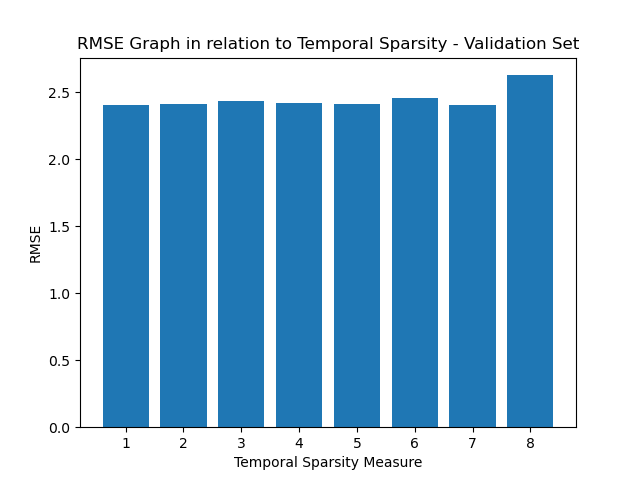 RMSE Graph in relation to Temporal Sparsity - Validation Set
2.5
2.0
1.5
1.0
0.5
0.0
RMSE
1 2 3 4 5 6 7 8
Temporal Sparsity Measure